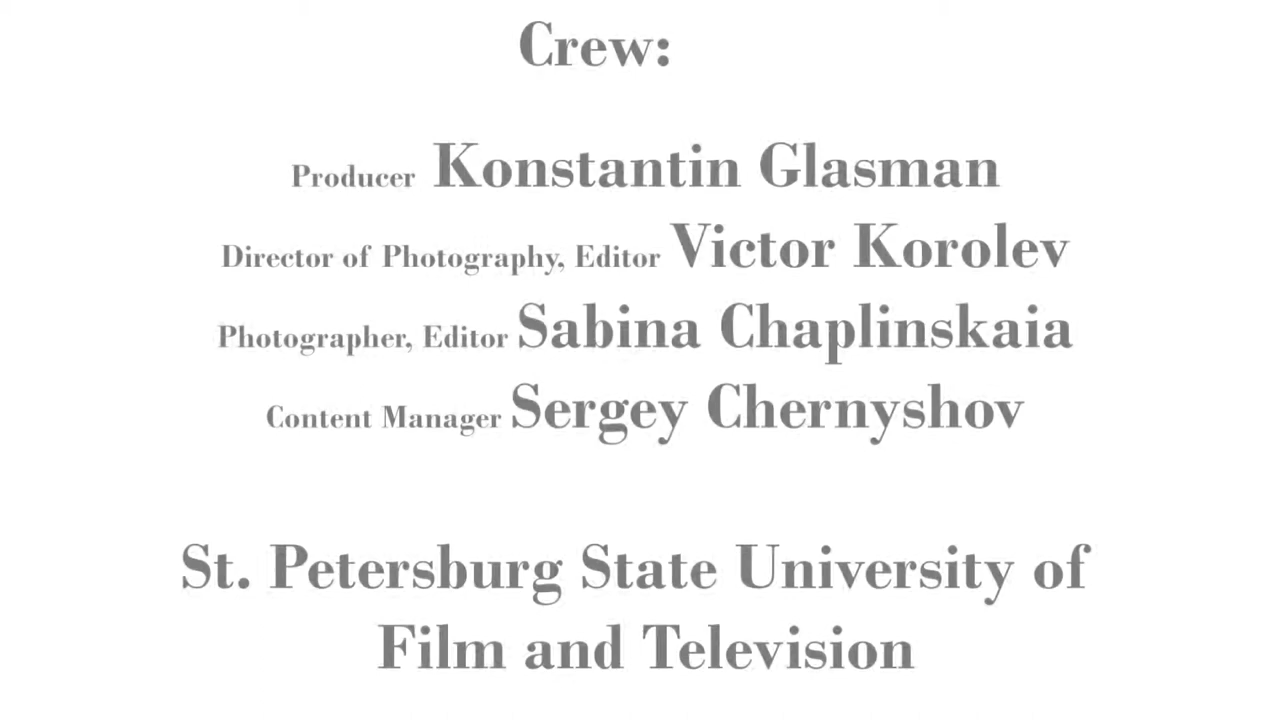 Crew:
Producer Konstantin Glasman
Director of Photography, Editor Victor Korolev
Photographer, Editor Sabina Chaplinskaia
Content Manager Sergey Chernyshov
St. Petersburg State University of
Film and Television